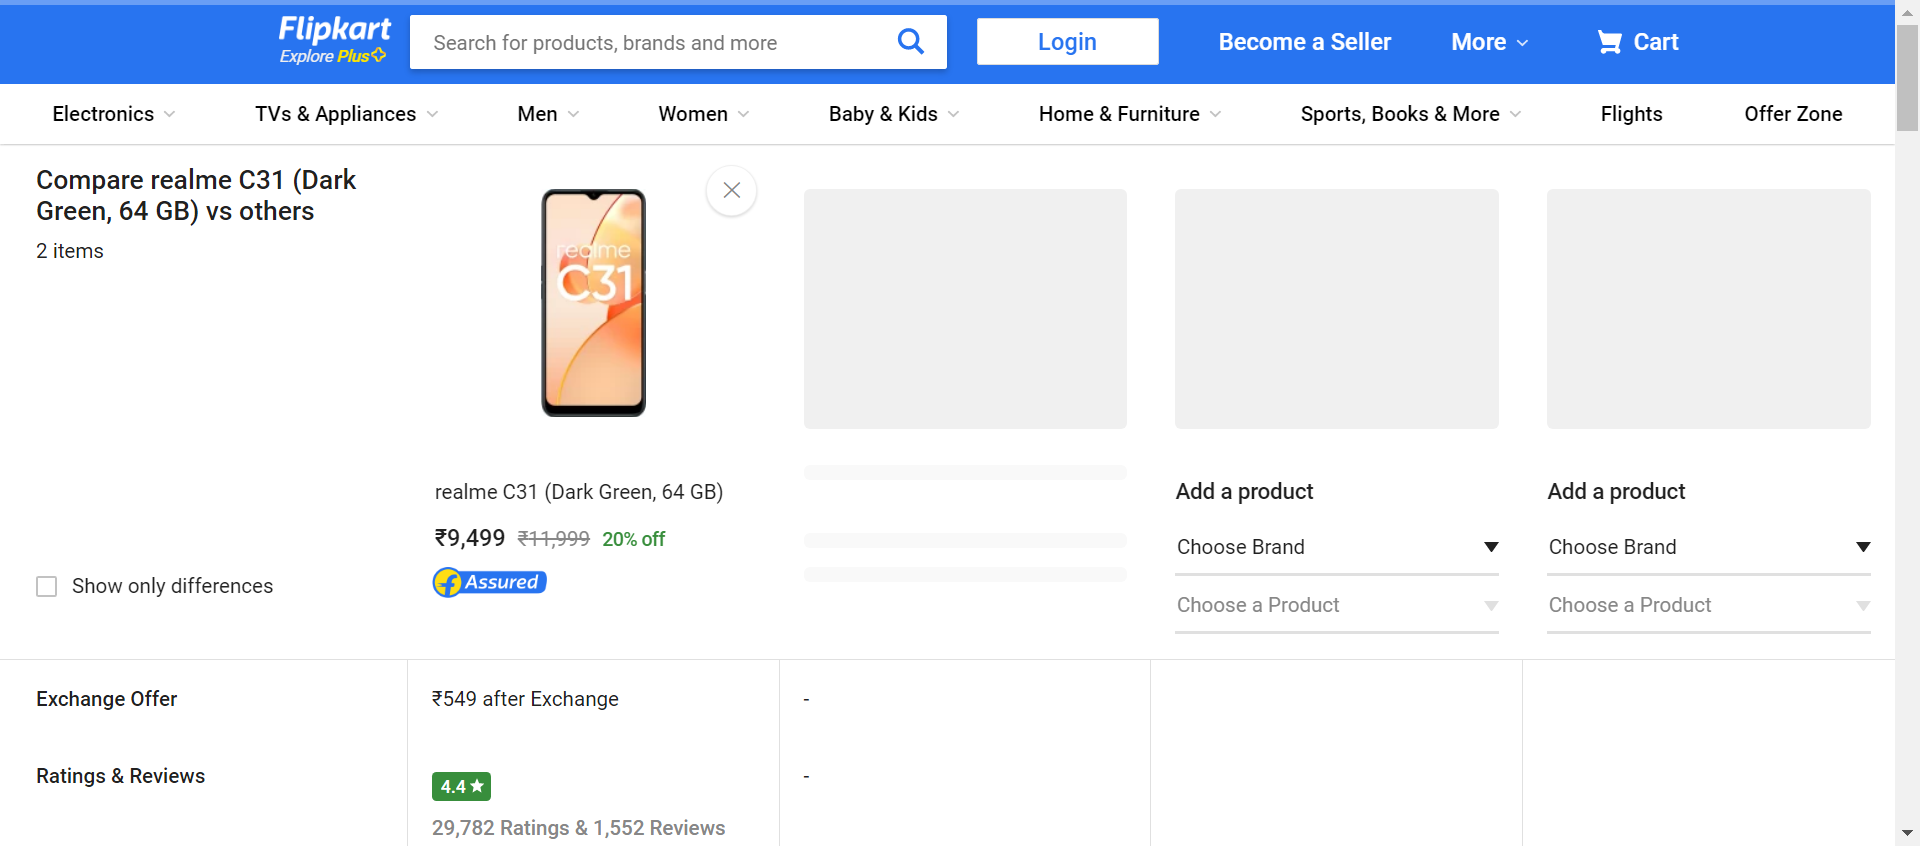 Flipkart
Explore Plus
Search for products, brands and more
Login
Become a Seller
More
Cart
Electronics
TVs & Appliances
Men
Women
Baby & Kids
Home & Furniture
Sports, Books & More
Flights
Offer Zone
Compare realme C31 (Dark
Green, 64 GB) vs others
2 items
realme
C31
realme C31 (Dark Green, 64 GB)
₹9,499 ₹11,999 20% off
Assured
Show only differences
Add a product
Choose Brand
Choose a Product
Add a product
Choose Brand
Choose a Product
Exchange Offer
₹549 after Exchange
-
Ratings & Reviews
4.4
-
29,782 Ratings & 1,552 Reviews